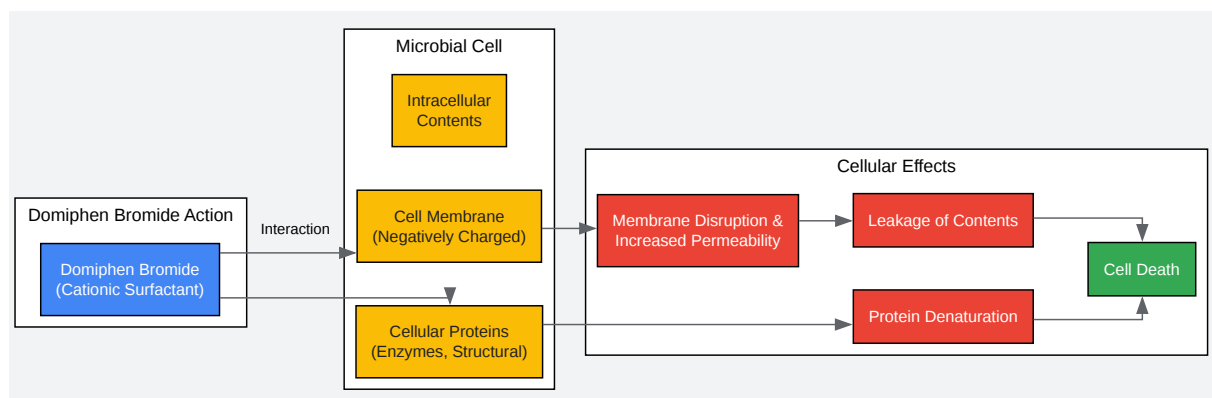 Domiphen Bromide Action
Domiphen Bromide
(Cationic Surfactant)
Interaction
Microbial Cell
Intracellular
Contents
Cell Membrane
(Negatively Charged)
Cellular Proteins
(Enzymes, Structural)
Cellular Effects
Membrane Disruption &
Increased Permeability
Leakage of Contents
Protein Denaturation
Cell Death